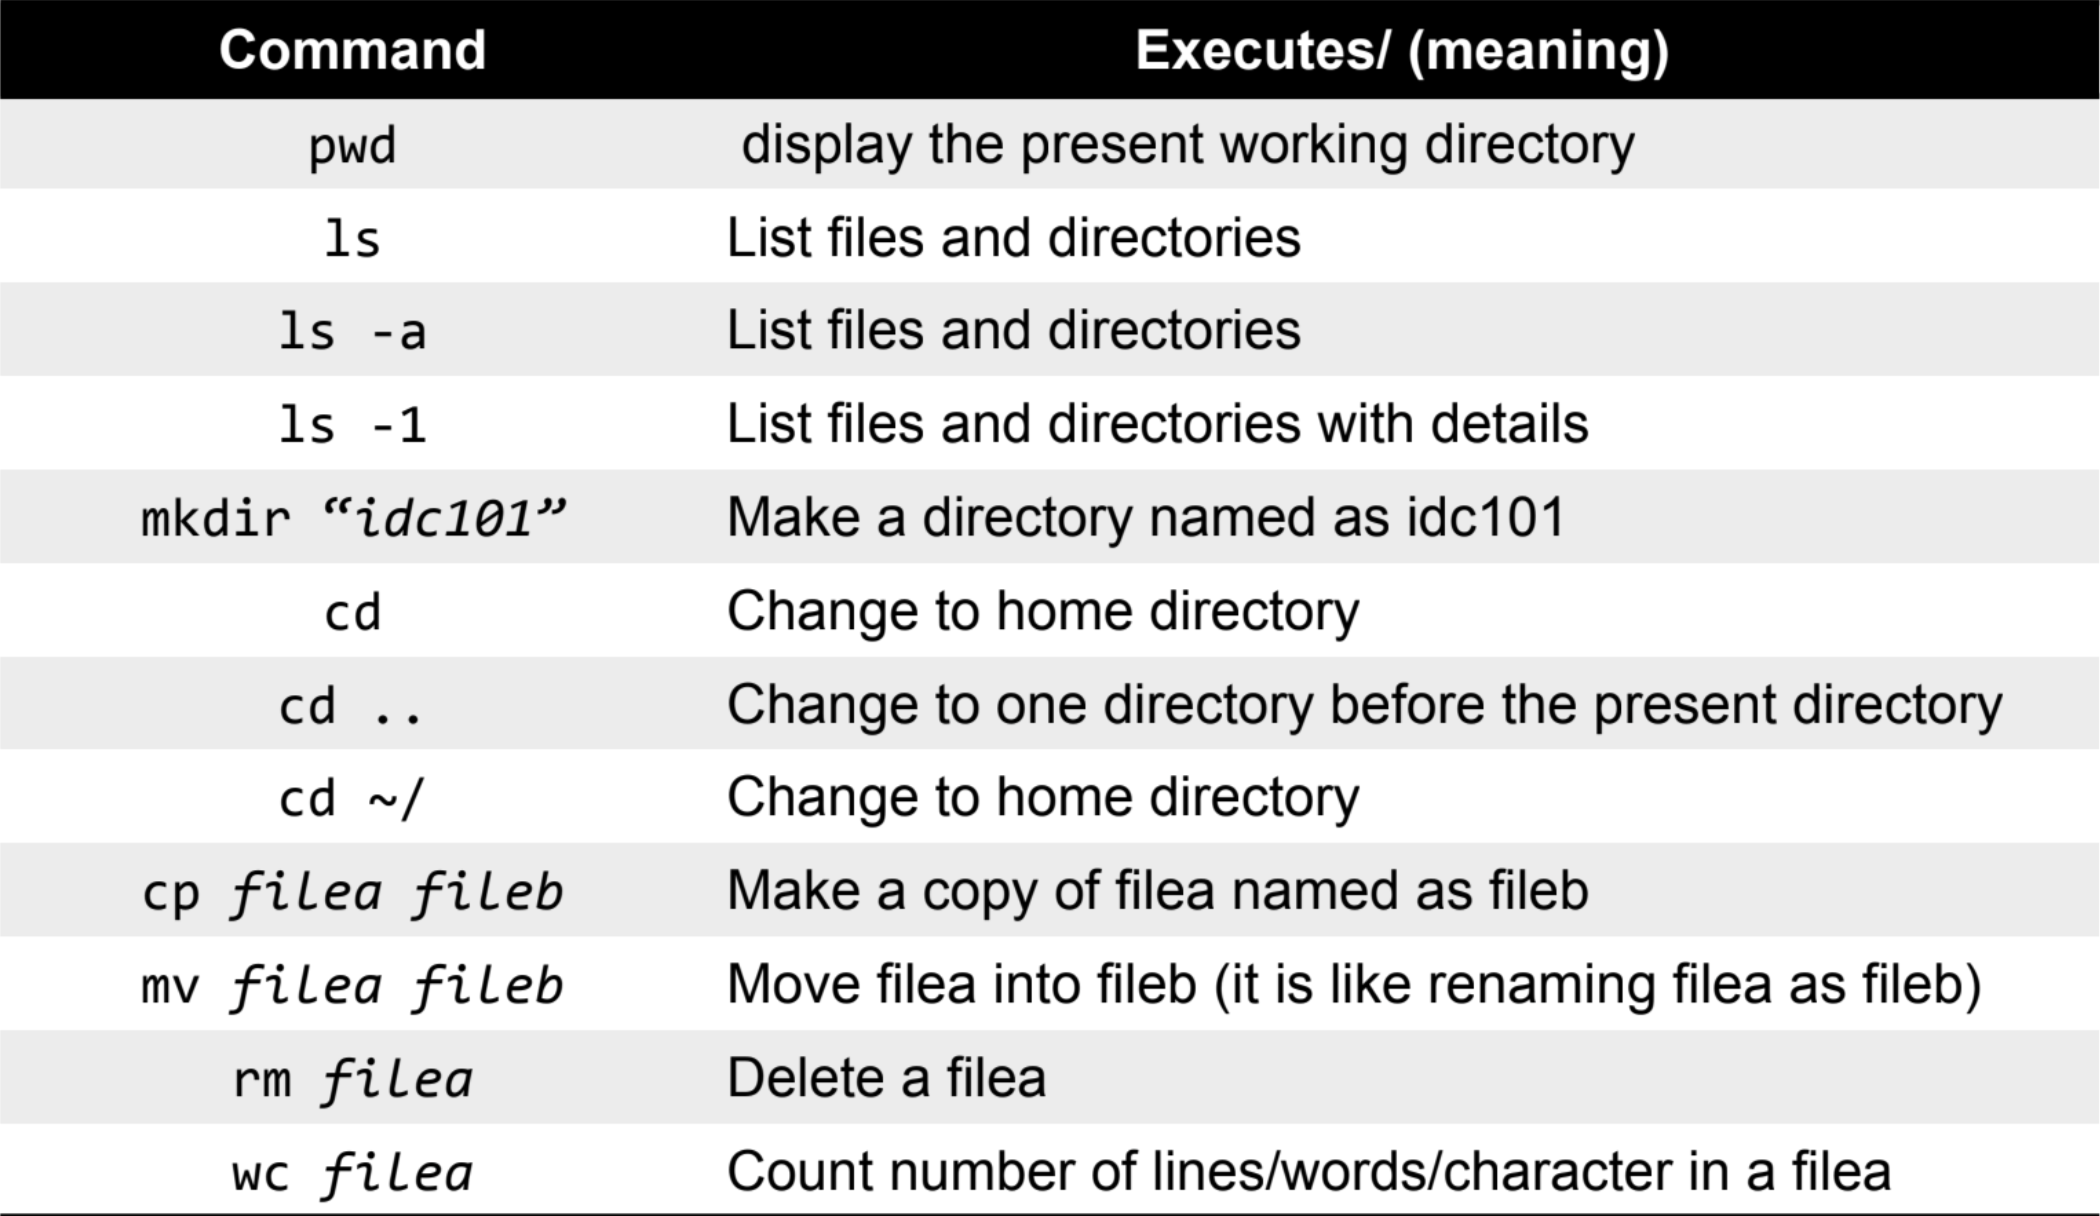 Command Executes/ (meaning)
pwd display the present working directory
ls List files and directories
ls -a List files and directories
ls -1 List files and directories with details
mkdir “idc101” Make a directory named as idc101
cd Change to home directory
cd .. Change to one directory before the present directory
cd ~/ Change to home directory
cp filea fileb Make a copy of filea named as fileb
mv filea fileb Move filea into fileb (it is like renaming filea as fileb)
rm filea Delete a filea
wc filea Count number of lines/words/character in a filea